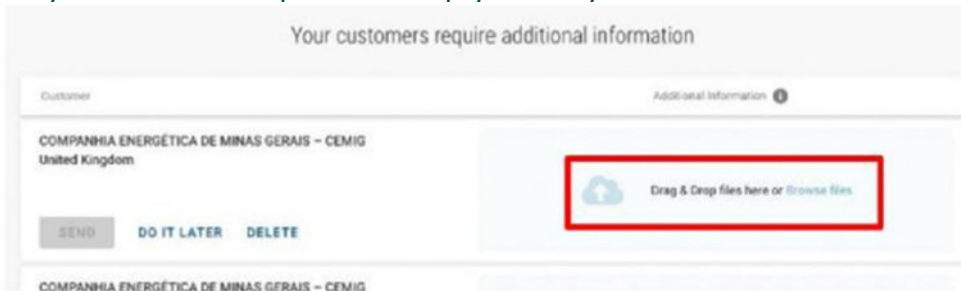 Your customers require additional information
Customer Additional Information
COMPANHIA ENERGÉTICA DE MINAS GERAIS – CEMIG
United Kingdom
Drag & Drop files here or Browse files
SEND DO IT LATER DELETE
COMPANHIA ENERGÉTICA DE MINAS GERAIS – CEMIG